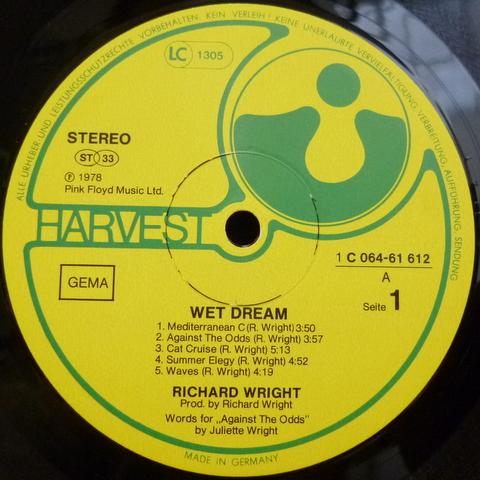 ALLE URHEBER UND LEISTUNGSSCHUTZRECHTE VORBEHALTEN. KEIN VERLEIH! KEINE UNERLAUBTE VERVIELFÄLTIGUNG, VERBREITUNG, AUFFÜHRUNG, SENDUNG
LC 1305
STEREO
ST 33
Ⓟ 1978
Pink Floyd Music Ltd.
HARVEST
1 C 064-61 612
A
Seite 1
GEMA
WET DREAM
1. Mediterranean C (R. Wright) 3:50
2. Against The Odds (R. Wright) 3:57
3. Cat Cruise (R. Wright) 5:13
4. Summer Elegy (R. Wright) 4:52
5. Waves (R. Wright) 4:19
RICHARD WRIGHT
Prod. by Richard Wright
Words for „Against The Odds"
by Juliette Wright
MADE IN GERMANY